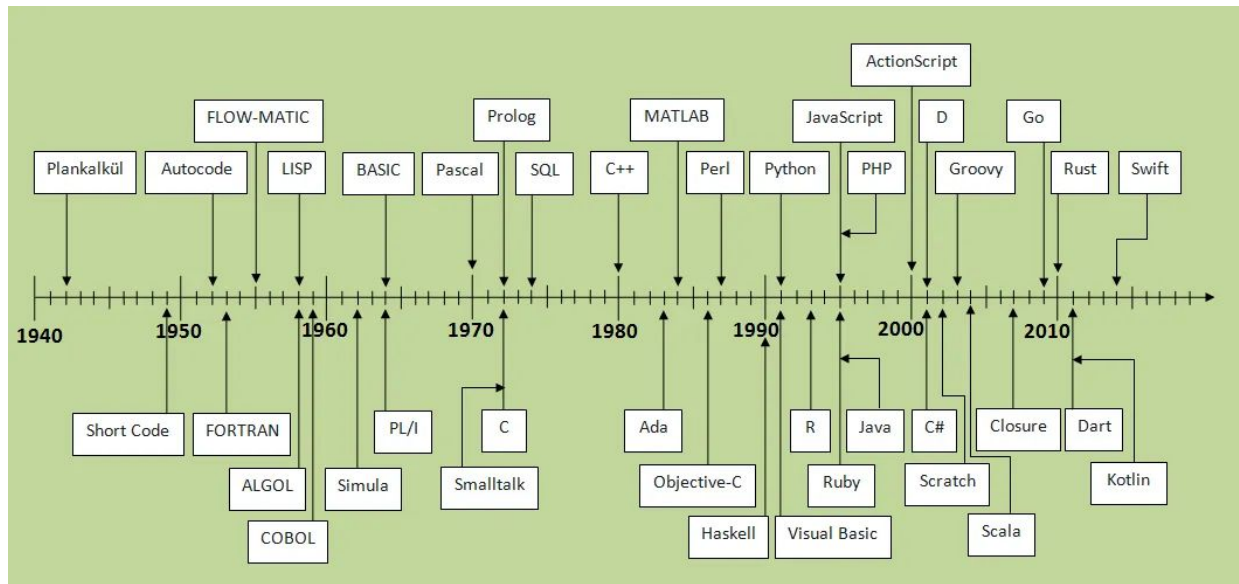 ActionScript
FLOW-MATIC
Prolog
MATLAB
JavaScript
D
Go
Plankalkül
Autocode
LISP
BASIC
Pascal
SQL
C++
Perl
Python
PHP
Groovy
Rust
Swift
1940
1950
1960
1970
1980
1990
2000
2010
Short Code
FORTRAN
PL/I
C
Ada
R
Java
C#
Closure
Dart
ALGOL
Simula
Smalltalk
Objective-C
Ruby
Scratch
Kotlin
COBOL
Haskell
Visual Basic
Scala